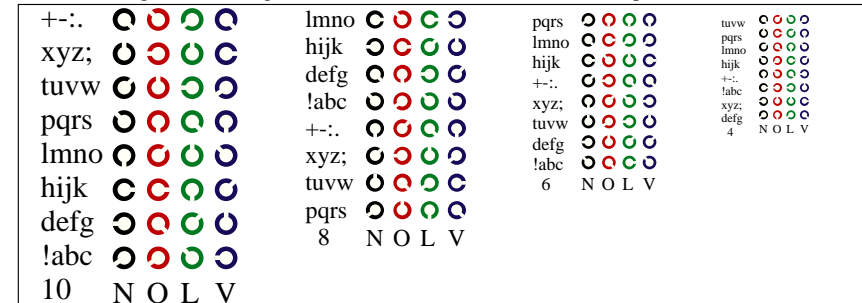 +-:.
xyz;
tuvw
pqrs
lmno
hijk
defg
!abc
10 N O L V
lmno
hijk
defg
!abc
+-:.
xyz;
tuvw
pqrs
8 N O L V
pqrs
lmno
hijk
+-:.
xyz;
tuvw
defg
!abc
6 N O L V
tuvw
pqrs
lmno
hijk
+-:.
!abc
xyz;
defg
4 N O L V